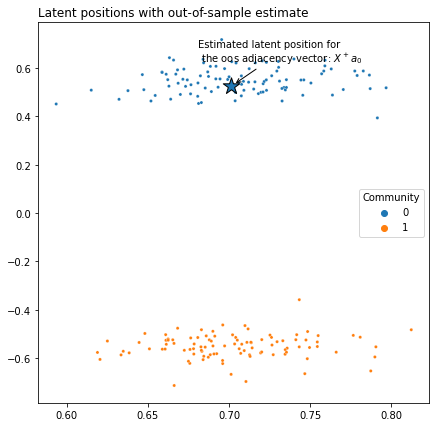 Latent positions with out-of-sample estimate
Estimated latent position for
the oos adjacency vector: X⁺a₀
0.6
0.4
0.2
0.0
−0.2
−0.4
−0.6
Community
0
1
0.60 0.65 0.70 0.75 0.80